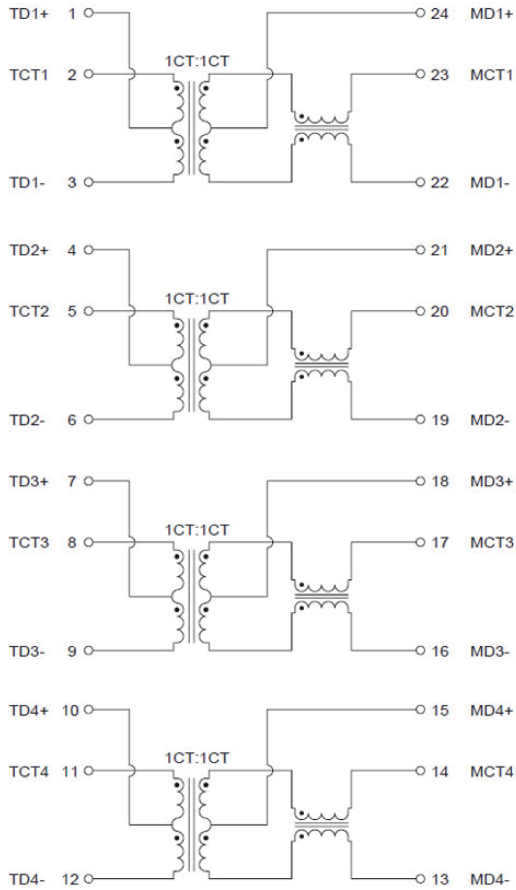 TD1+ 1 24 MD1+
1CT:1CT
TCT1 2 23 MCT1
TD1- 3 22 MD1-
TD2+ 4 21 MD2+
1CT:1CT
TCT2 5 20 MCT2
TD2- 6 19 MD2-
TD3+ 7 18 MD3+
1CT:1CT
TCT3 8 17 MCT3
TD3- 9 16 MD3-
TD4+ 10 15 MD4+
1CT:1CT
TCT4 11 14 MCT4
TD4- 12 13 MD4-